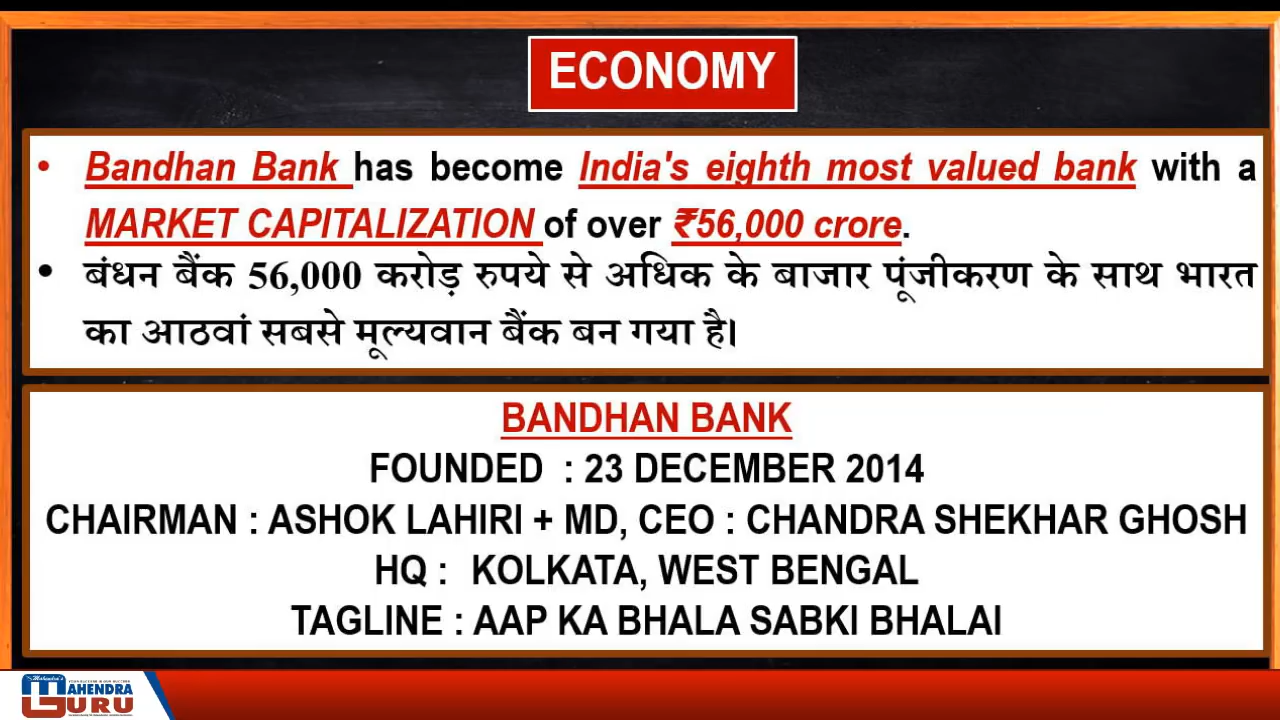 ECONOMY
• Bandhan Bank has become India's eighth most valued bank with a
MARKET CAPITALIZATION of over ₹56,000 crore.
• बंधन बैंक 56,000 करोड़ रुपये से अधिक के बाजार पूंजीकरण के साथ भारत
का आठवां सबसे मूल्यवान बैंक बन गया है।
BANDHAN BANK
FOUNDED : 23 DECEMBER 2014
CHAIRMAN : ASHOK LAHIRI + MD, CEO : CHANDRA SHEKHAR GHOSH
HQ : KOLKATA, WEST BENGAL
TAGLINE : AAP KA BHALA SABKI BHALAI
Mahendra's
MAHENDRA
GURU